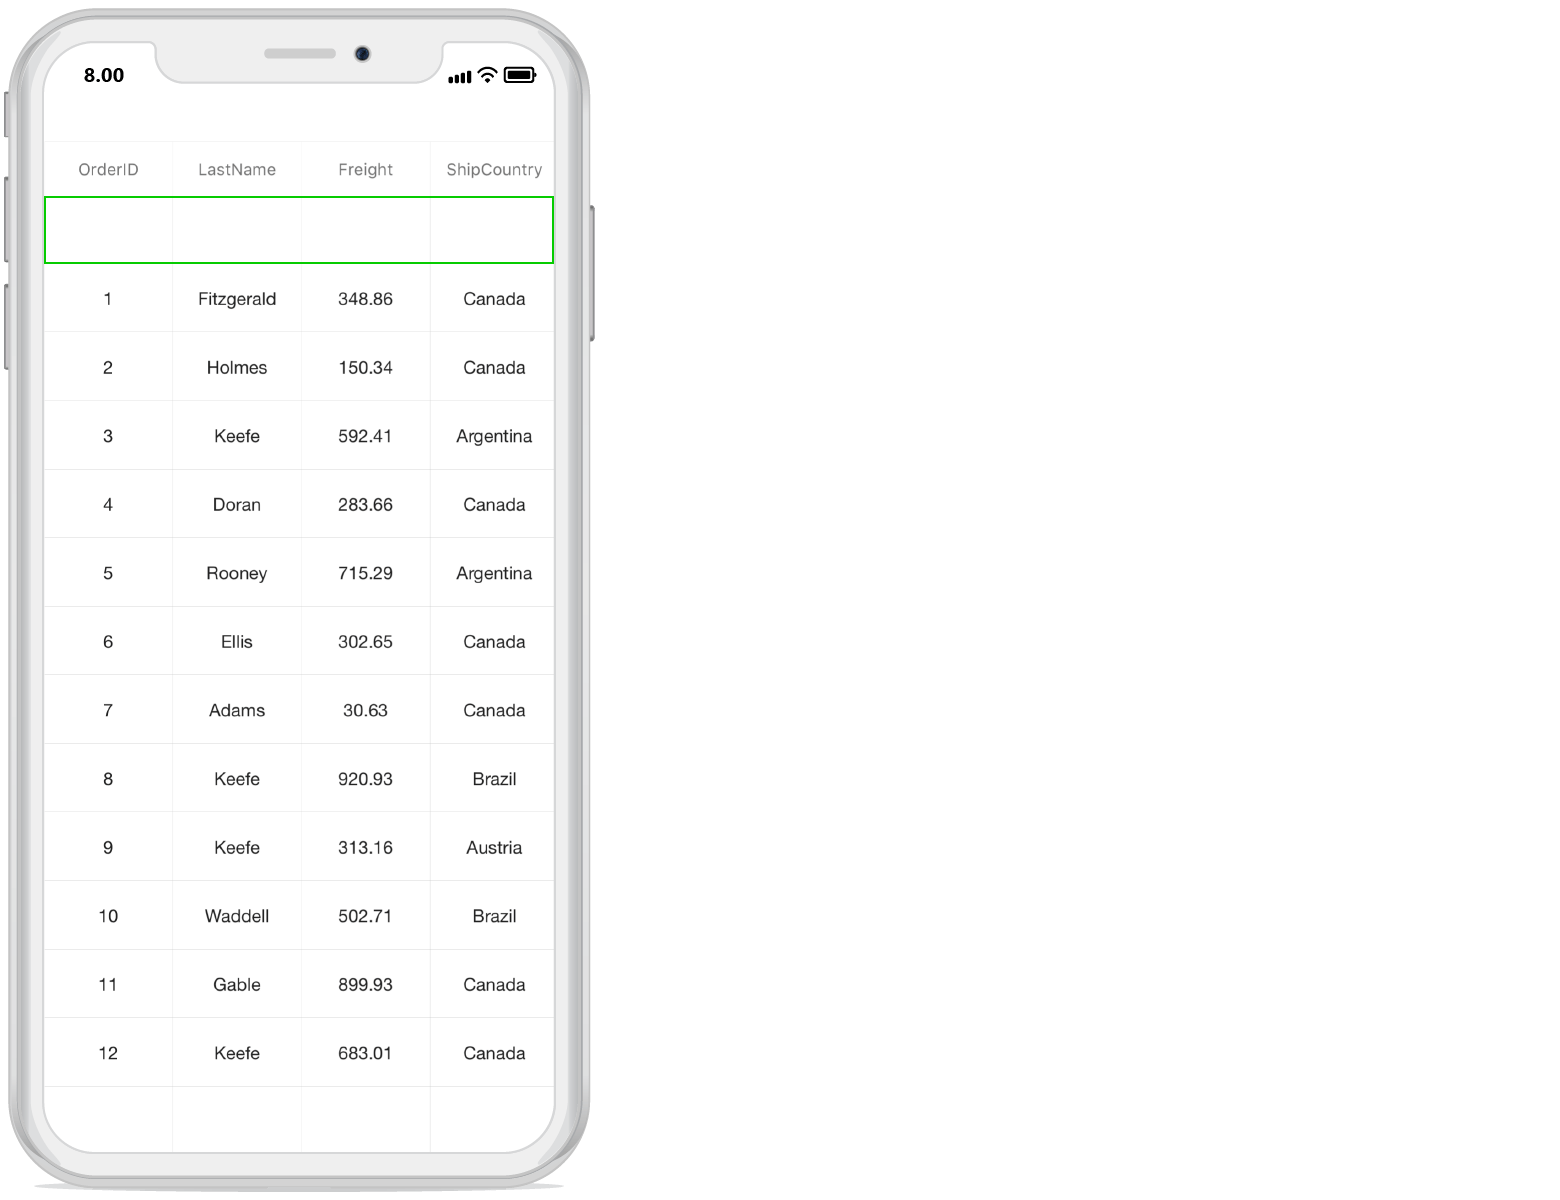 8.00
OrderID LastName Freight ShipCountry
1 Fitzgerald 348.86 Canada
2 Holmes 150.34 Canada
3 Keefe 592.41 Argentina
4 Doran 283.66 Canada
5 Rooney 715.29 Argentina
6 Ellis 302.65 Canada
7 Adams 30.63 Canada
8 Keefe 920.93 Brazil
9 Keefe 313.16 Austria
10 Waddell 502.71 Brazil
11 Gable 899.93 Canada
12 Keefe 683.01 Canada